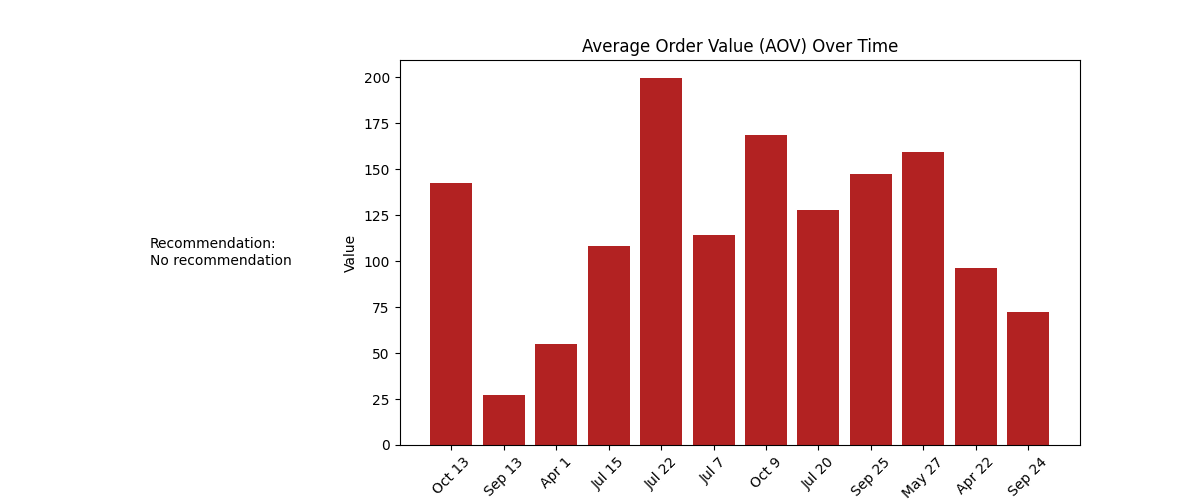 Average Order Value (AOV) Over Time
Recommendation:
No recommendation
Value
200
175
150
125
100
75
50
25
0
Oct 13
Sep 13
Apr 1
Jul 15
Jul 22
Jul 7
Oct 9
Jul 20
Sep 25
May 27
Apr 22
Sep 24